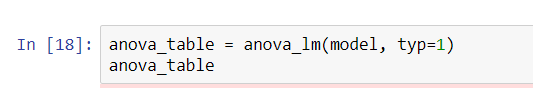 In [18]: anova_table = anova_lm(model, typ=1)
anova_table